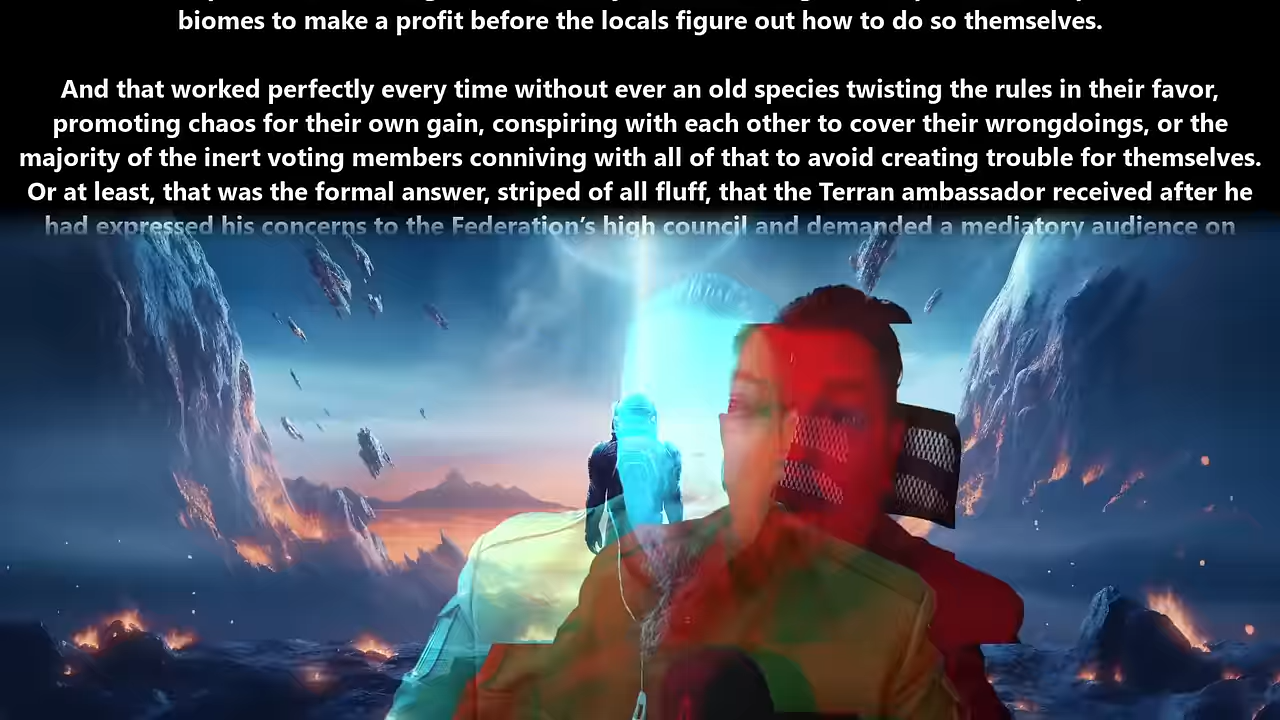 biomes to make a profit before the locals figure out how to do so themselves.
And that worked perfectly every time without ever an old species twisting the rules in their favor,
promoting chaos for their own gain, conspiring with each other to cover their wrongdoings, or the
majority of the inert voting members conniving with all of that to avoid creating trouble for themselves.
Or at least, that was the formal answer, striped of all fluff, that the Terran ambassador received after he
had expressed his concerns to the Federation’s high council and demanded a mediatory audience on